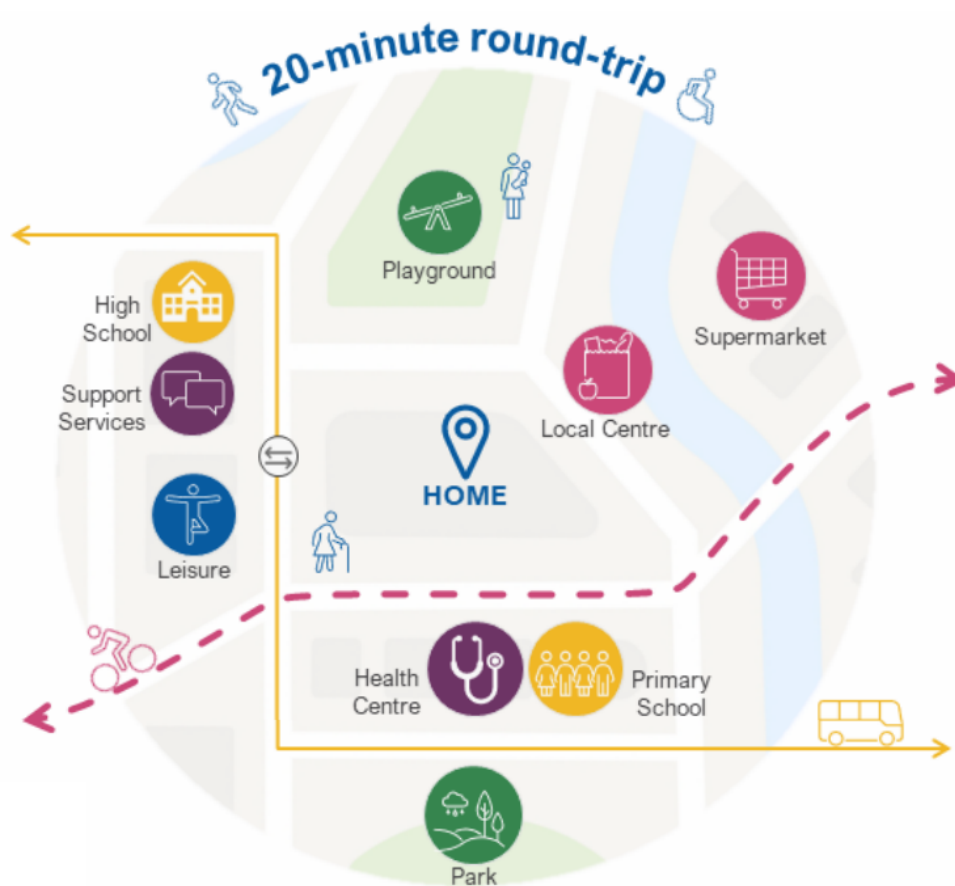 20-minute round-trip
Playground
High
School
Supermarket
Support
Services
Local Centre
HOME
Leisure
Health
Centre
Primary
School
Park